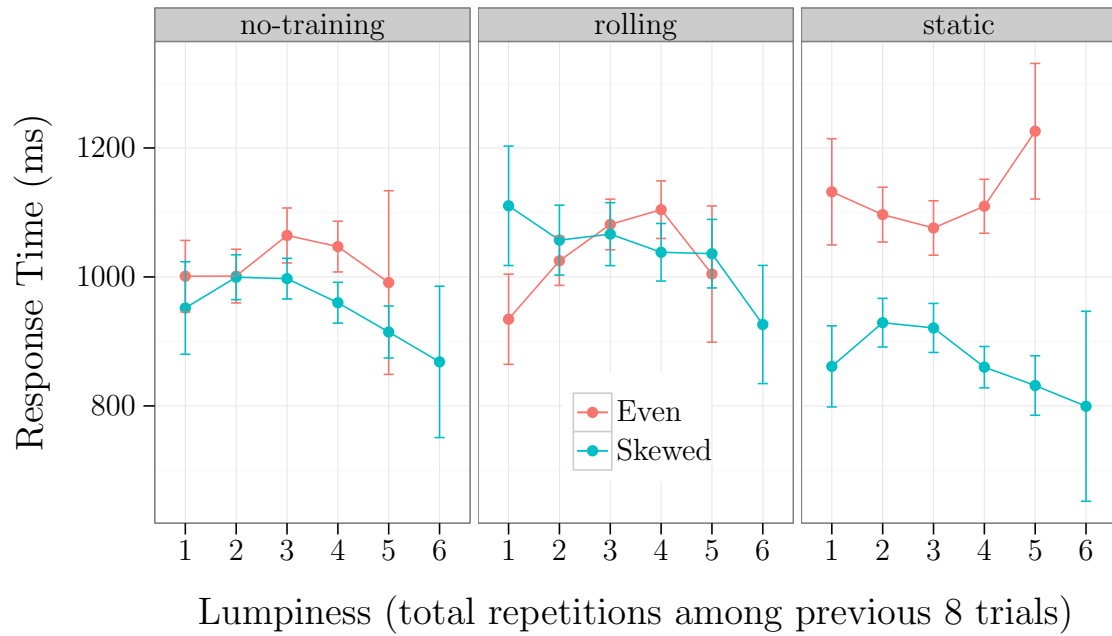 no-training rolling static
Response Time (ms)
1200
1000
800
Even
Skewed
1 2 3 4 5 6 1 2 3 4 5 6 1 2 3 4 5 6
Lumpiness (total repetitions among previous 8 trials)